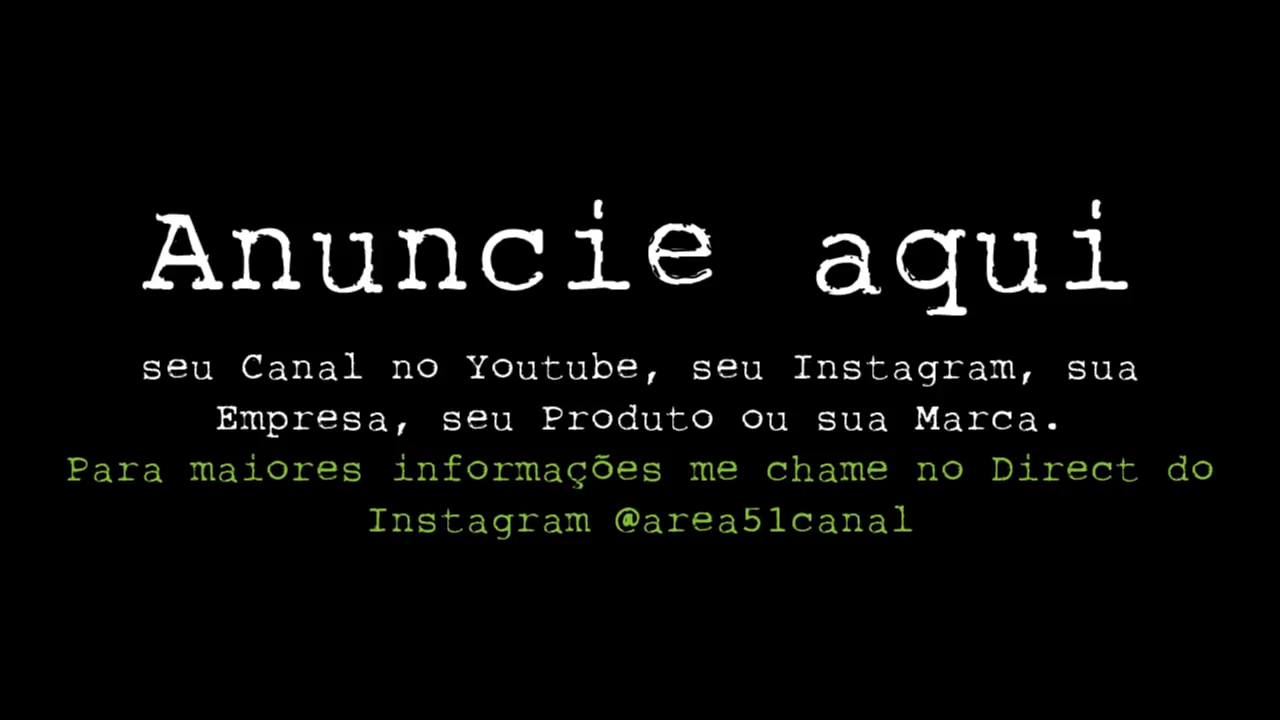 Anuncie aqui
seu Canal no Youtube, seu Instagram, sua
Empresa, seu Produto ou sua Marca.
Para maiores informações me chame no Direct do
Instagram @area51canal